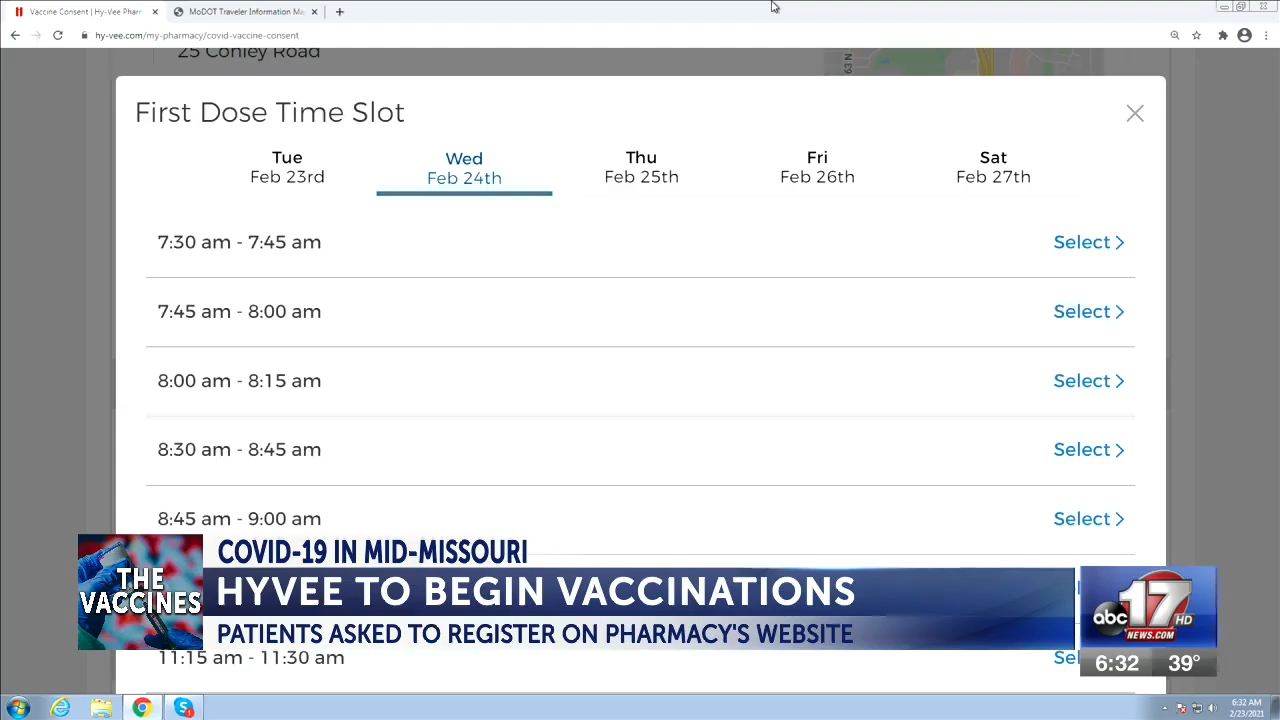 Vaccine Consent | Hy-Vee Phar
MoDOT Traveler Information Ma
hy-vee.com/my-pharmacy/covid-vaccine-consent
25 Conley Road
63 N
First Dose Time Slot
Tue
Feb 23rd
Wed
Feb 24th
Thu
Feb 25th
Fri
Feb 26th
Sat
Feb 27th
7:30 am - 7:45 am Select
7:45 am - 8:00 am Select
8:00 am - 8:15 am Select
8:30 am - 8:45 am Select
8:45 am - 9:00 am Select
THE
VACCINES
COVID-19 IN MID-MISSOURI
HYVEE TO BEGIN VACCINATIONS
PATIENTS ASKED TO REGISTER ON PHARMACY'S WEBSITE
abc 17 HD
NEWS.COM
6:32 39°
11:15 am - 11:30 am Sel
6:32 AM
2/23/2021